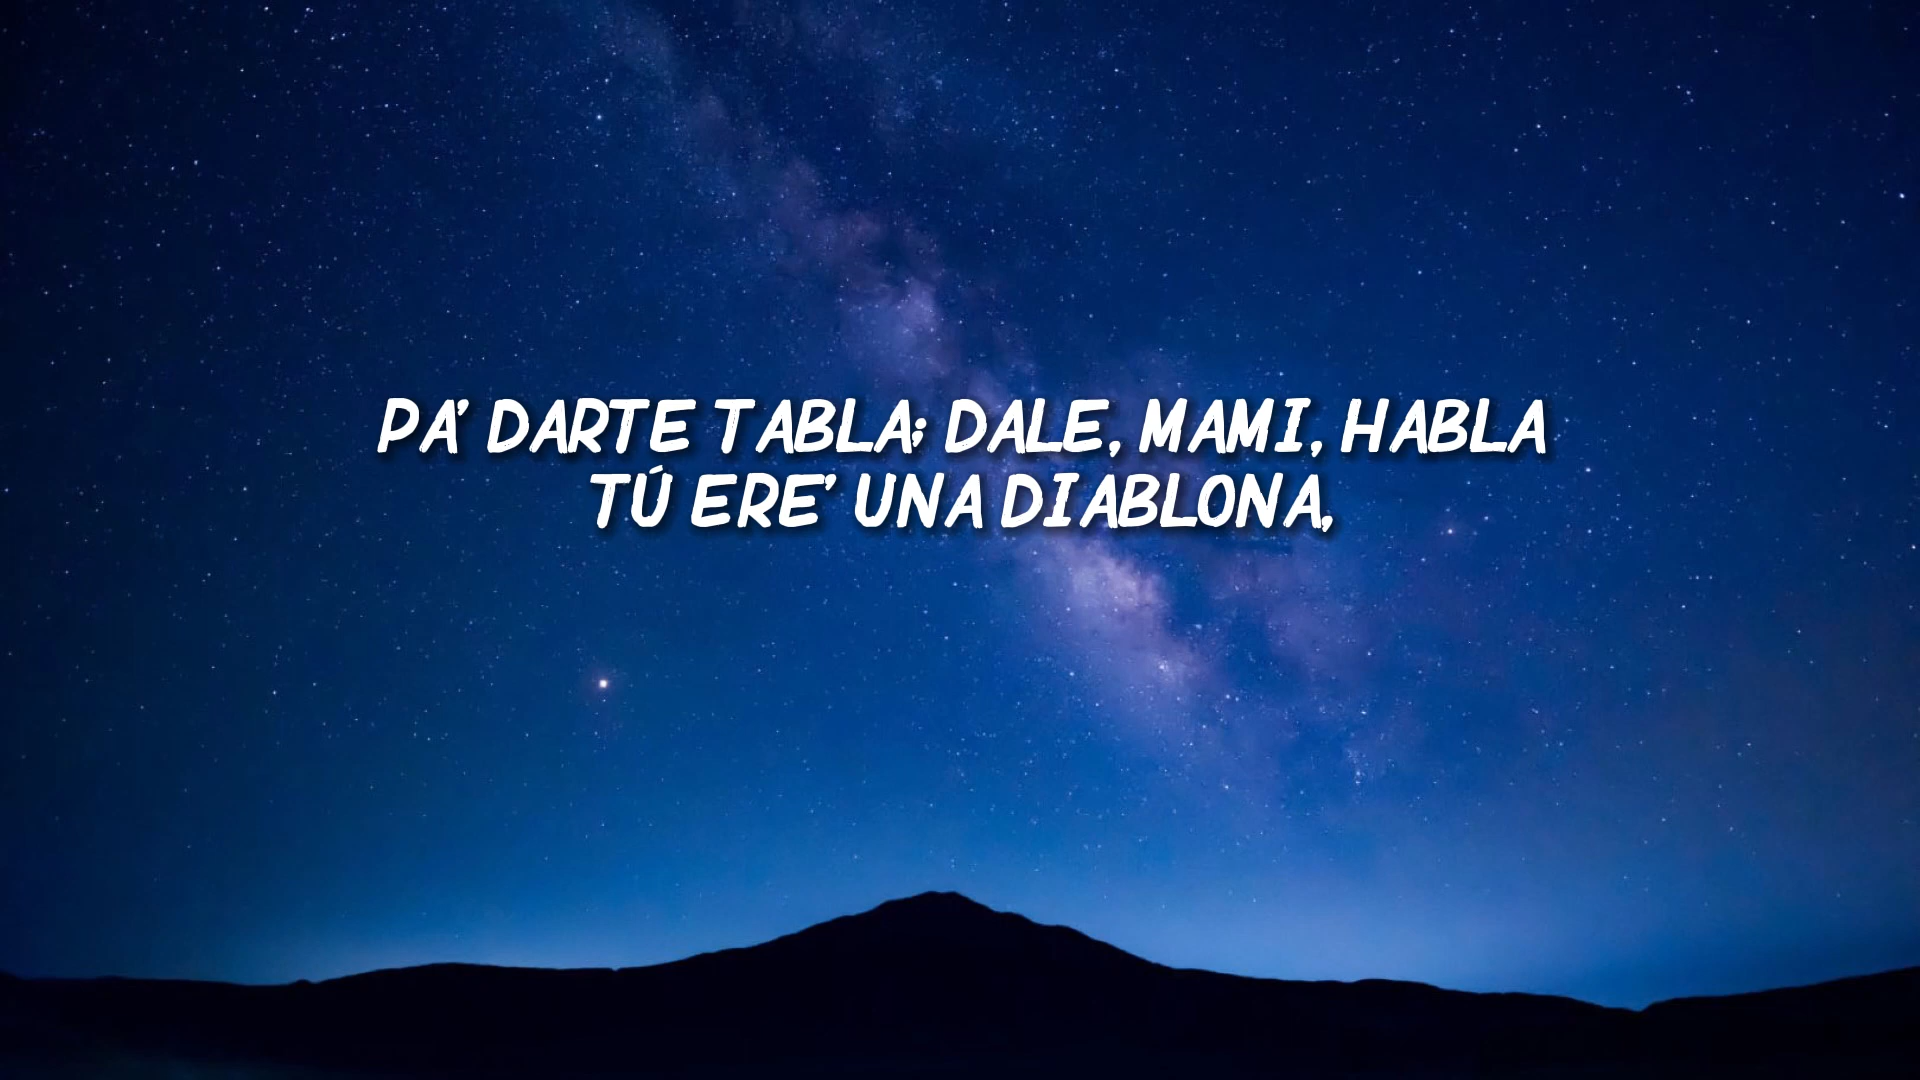 PA' DARTE TABLA; DALE, MAMI, HABLA
TÚ ERE' UNA DIABLONA,